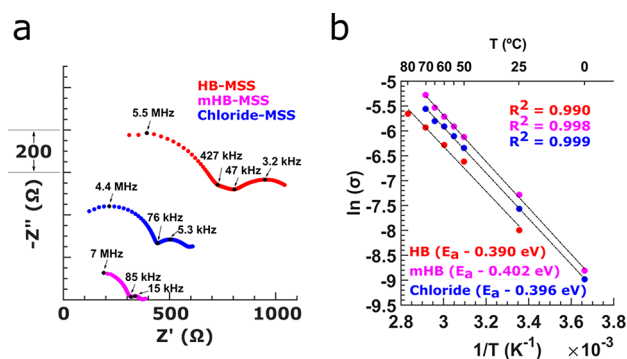 a
HB-MSS
mHB-MSS
Chloride-MSS
5.5 MHz
427 kHz
47 kHz
3.2 kHz
200
-Z'' (Ω)
4.4 MHz
76 kHz
5.3 kHz
7 MHz
85 kHz
15 kHz
0 200 600 1000
Z' (Ω)
b
T (ºC)
80 70 60 50 25 0
-5
-5.5
-6
-6.5
-7
-7.5
-8
-8.5
-9
-9.5
ln (σ)
R² = 0.990
R² = 0.998
R² = 0.999
HB (Eₐ - 0.390 eV)
mHB (Eₐ - 0.402 eV)
Chloride (Eₐ - 0.396 eV)
2.8 3 3.2 3.4 3.6 3.8
1/T (K⁻¹) ×10⁻³